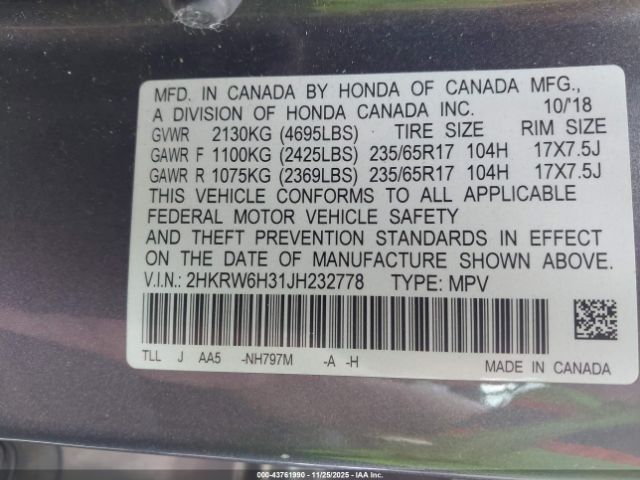 MFD. IN CANADA BY HONDA OF CANADA MFG.,
A DIVISION OF HONDA CANADA INC. 10/'18
GVWR 2130KG (4695LBS) TIRE SIZE RIM SIZE
GAWR F 1100KG (2425LBS) 235/65R17 104H 17X7.5J
GAWR R 1075KG (2369LBS) 235/65R17 104H 17X7.5J
THIS VEHICLE CONFORMS TO ALL APPLICABLE
FEDERAL MOTOR VEHICLE SAFETY
AND THEFT PREVENTION STANDARDS IN EFFECT
ON THE DATE OF MANUFACTURE SHOWN ABOVE.
V.I.N.: 2HKRW6H31JH232778 TYPE: MPV
TLL J AA5 -NH797M -A -H
MADE IN CANADA
000-43761990 - 11/25/2025 - IAAI.COM